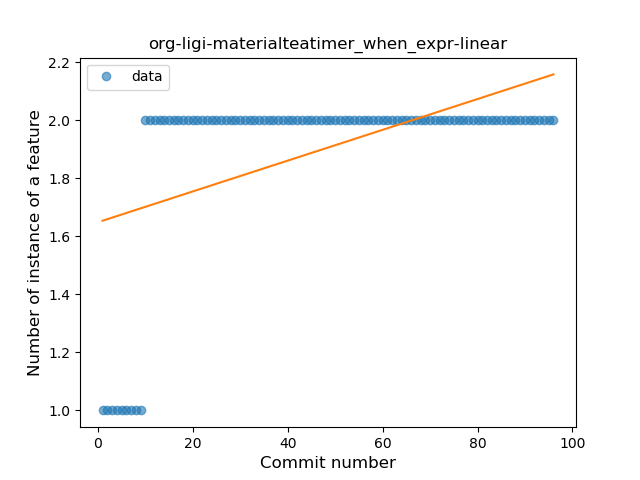 org-ligi-materialteatimer_when_expr-linear
data
Number of instance of a feature
2.2
2.0
1.8
1.6
1.4
1.2
1.0
0 20 40 60 80 100
Commit number